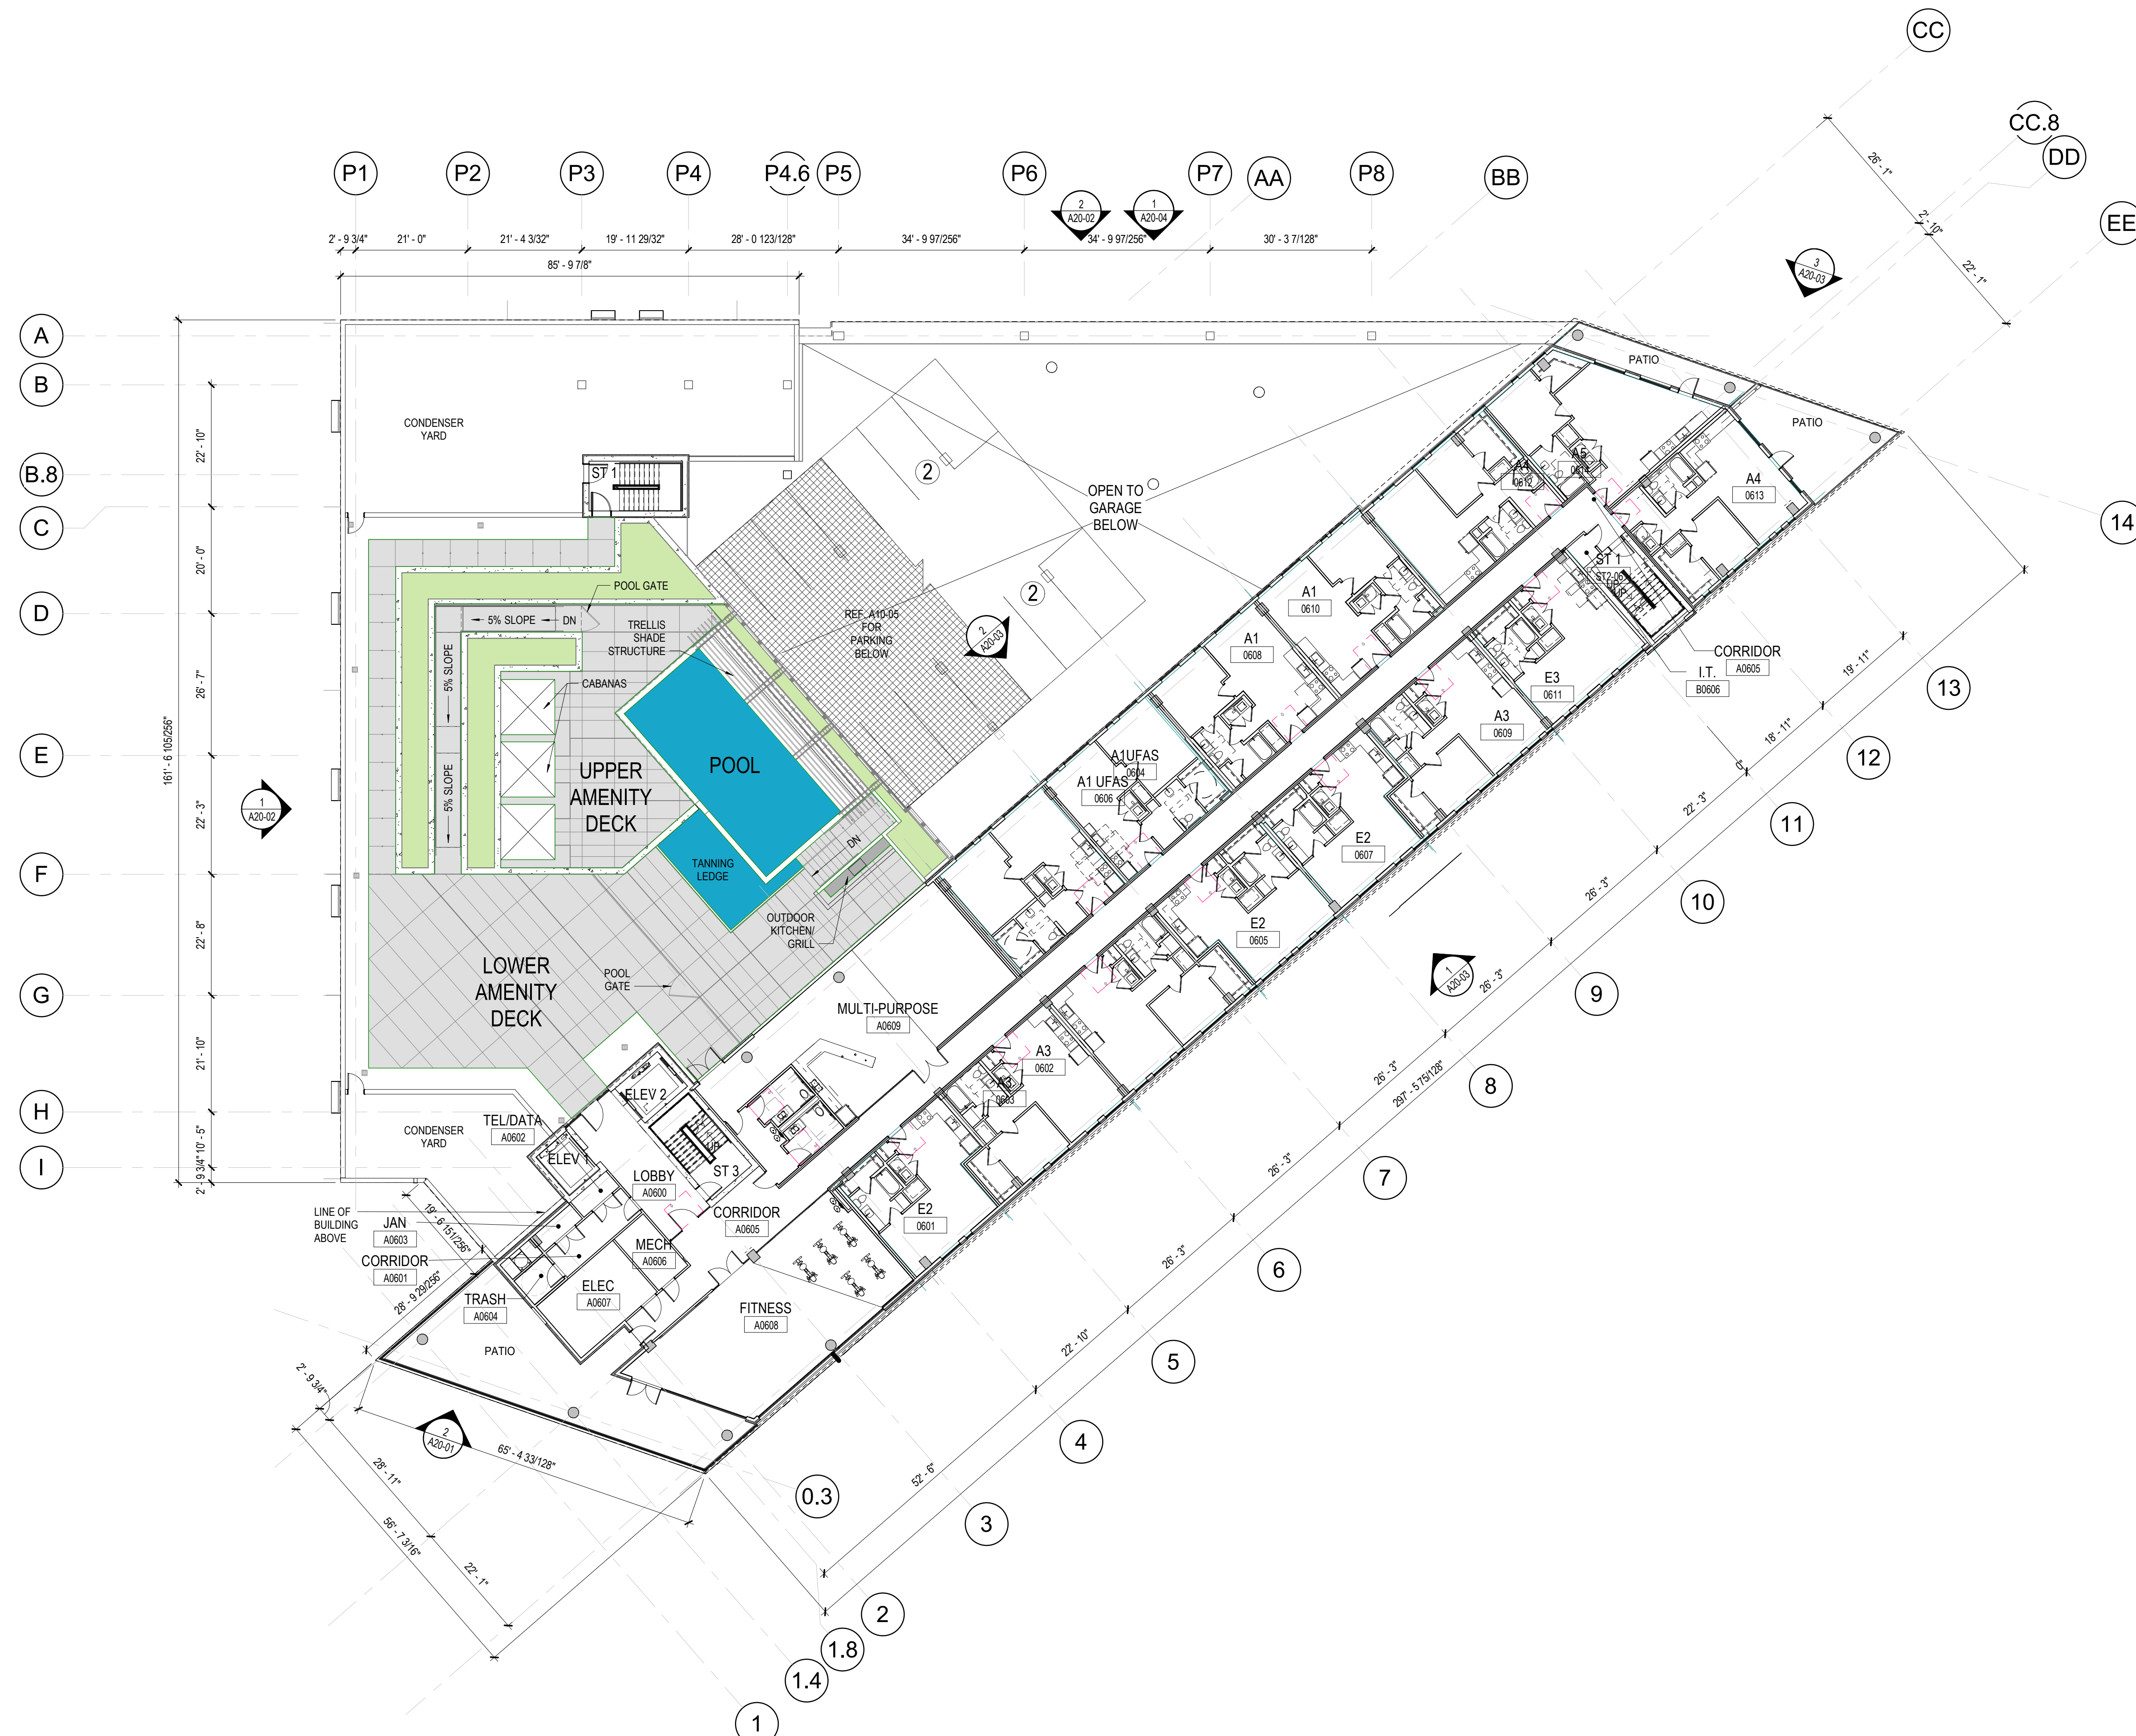 CC
CC.8
DD
EE
P1
P2
P3
P4
P4.6
P5
P6
P7
AA
P8
BB
26' - 1"
2' - 10"
22' - 1"
2
A20-02
1
A20-04
3
A20-03
2' - 9 3/4"
21' - 0"
21' - 4 3/32"
19' - 11 29/32"
28' - 0 123/128"
34' - 9 97/256"
34' - 9 97/256"
30' - 3 7/128"
85' - 9 7/8"
A
B
B.8
C
D
E
F
G
H
I
22' - 10"
20' - 0"
26' - 7"
22' - 3"
22' - 8"
21' - 10"
10' - 5"
2' - 9 3/4"
161' - 6 105/256"
1
A20-02
CONDENSER
YARD
ST 1
2
2
OPEN TO
GARAGE
BELOW
POOL GATE
5% SLOPE
DN
5% SLOPE
5% SLOPE
TRELLIS
SHADE
STRUCTURE
REF. A10-05
FOR
PARKING
BELOW
2
A20-03
CABANAS
POOL
UPPER
AMENITY
DECK
TANNING
LEDGE
DN
OUTDOOR
KITCHEN/
GRILL
LOWER
AMENITY
DECK
POOL
GATE
MULTI-PURPOSE
A0609
PATIO
PATIO
A5
0614
A4
0612
A4
0613
ST 1
ST2-06
UP
UP
CORRIDOR
A0605
I.T.
B0606
A1
0610
A1
0608
A1UFAS
0604
A1 UFAS
0606
E3
0611
A3
0609
E2
0607
E2
0605
A3
0602
A3
0603
E2
0601
1
A20-03
CONDENSER
YARD
TEL/DATA
A0602
ELEV 2
ELEV 1
UP
ST 3
LOBBY
A0600
CORRIDOR
A0605
LINE OF
BUILDING
ABOVE
JAN
A0603
CORRIDOR
A0601
MECH
A0606
TRASH
A0604
ELEC
A0607
FITNESS
A0608
PATIO
19' - 6 151/256"
28' - 9 29/256"
2' - 9 3/4"
28' - 11"
22' - 1"
56' - 7 3/16"
65' - 4 33/128"
2
A20-01
52' - 6"
22' - 10"
26' - 3"
26' - 3"
26' - 3"
26' - 3"
26' - 3"
22' - 3"
18' - 11"
19' - 11"
297' - 5 75/128"
14
13
12
11
10
9
8
7
6
5
4
3
0.3
2
1.8
1.4
1